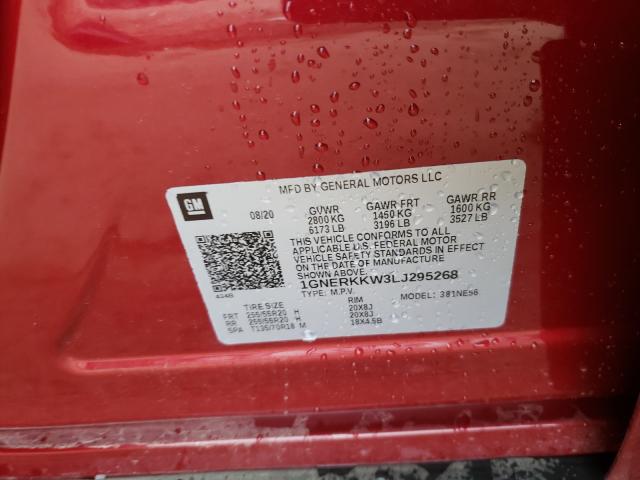 MFD BY GENERAL MOTORS LLC
GM
08/20
GVWR GAWR FRT GAWR RR
2800 KG 1450 KG 1600 KG
6173 LB 3196 LB 3527 LB
THIS VEHICLE CONFORMS TO ALL
APPLICABLE U.S. FEDERAL MOTOR
VEHICLE SAFETY STANDARDS IN EFFECT
ON THE DATE OF MANUFACTURE
SHOWN ABOVE.
1GNERKKW3LJ295268
TYPE: M.P.V. MODEL: 381NE56
TIRE SIZE RIM
FRT 255/55R20 H 20X8J
RR 255/55R20 H 20X8J
SPA T135/70R18 M 18X4.5B